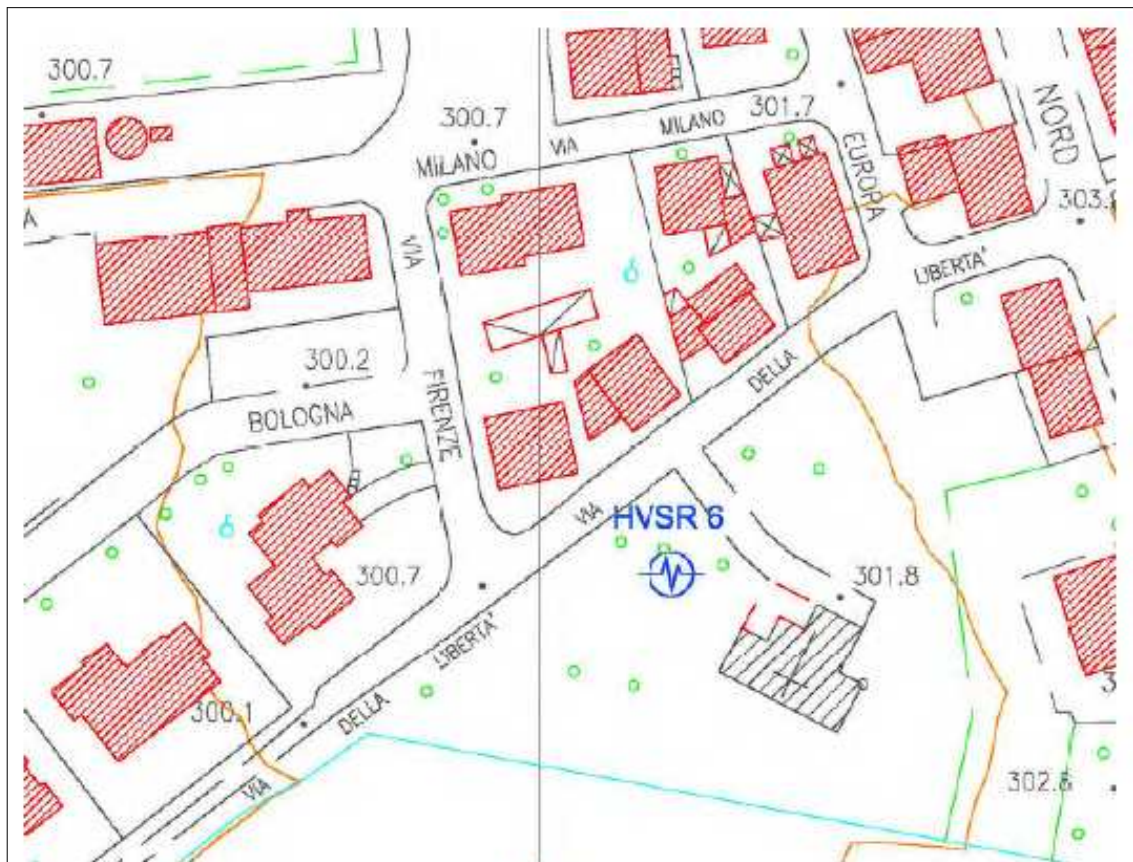 300.7
300.7
301.7
MILANO
VIA
MILANO
EUROPA
NORD
303.
A
VIA
LIBERTA'
300.2
DELLA
FIRENZE
BOLOGNA
VIA
HVSR 6
300.7
301.8
LIBERTA'
300.1
DELLA
VIA
302.8